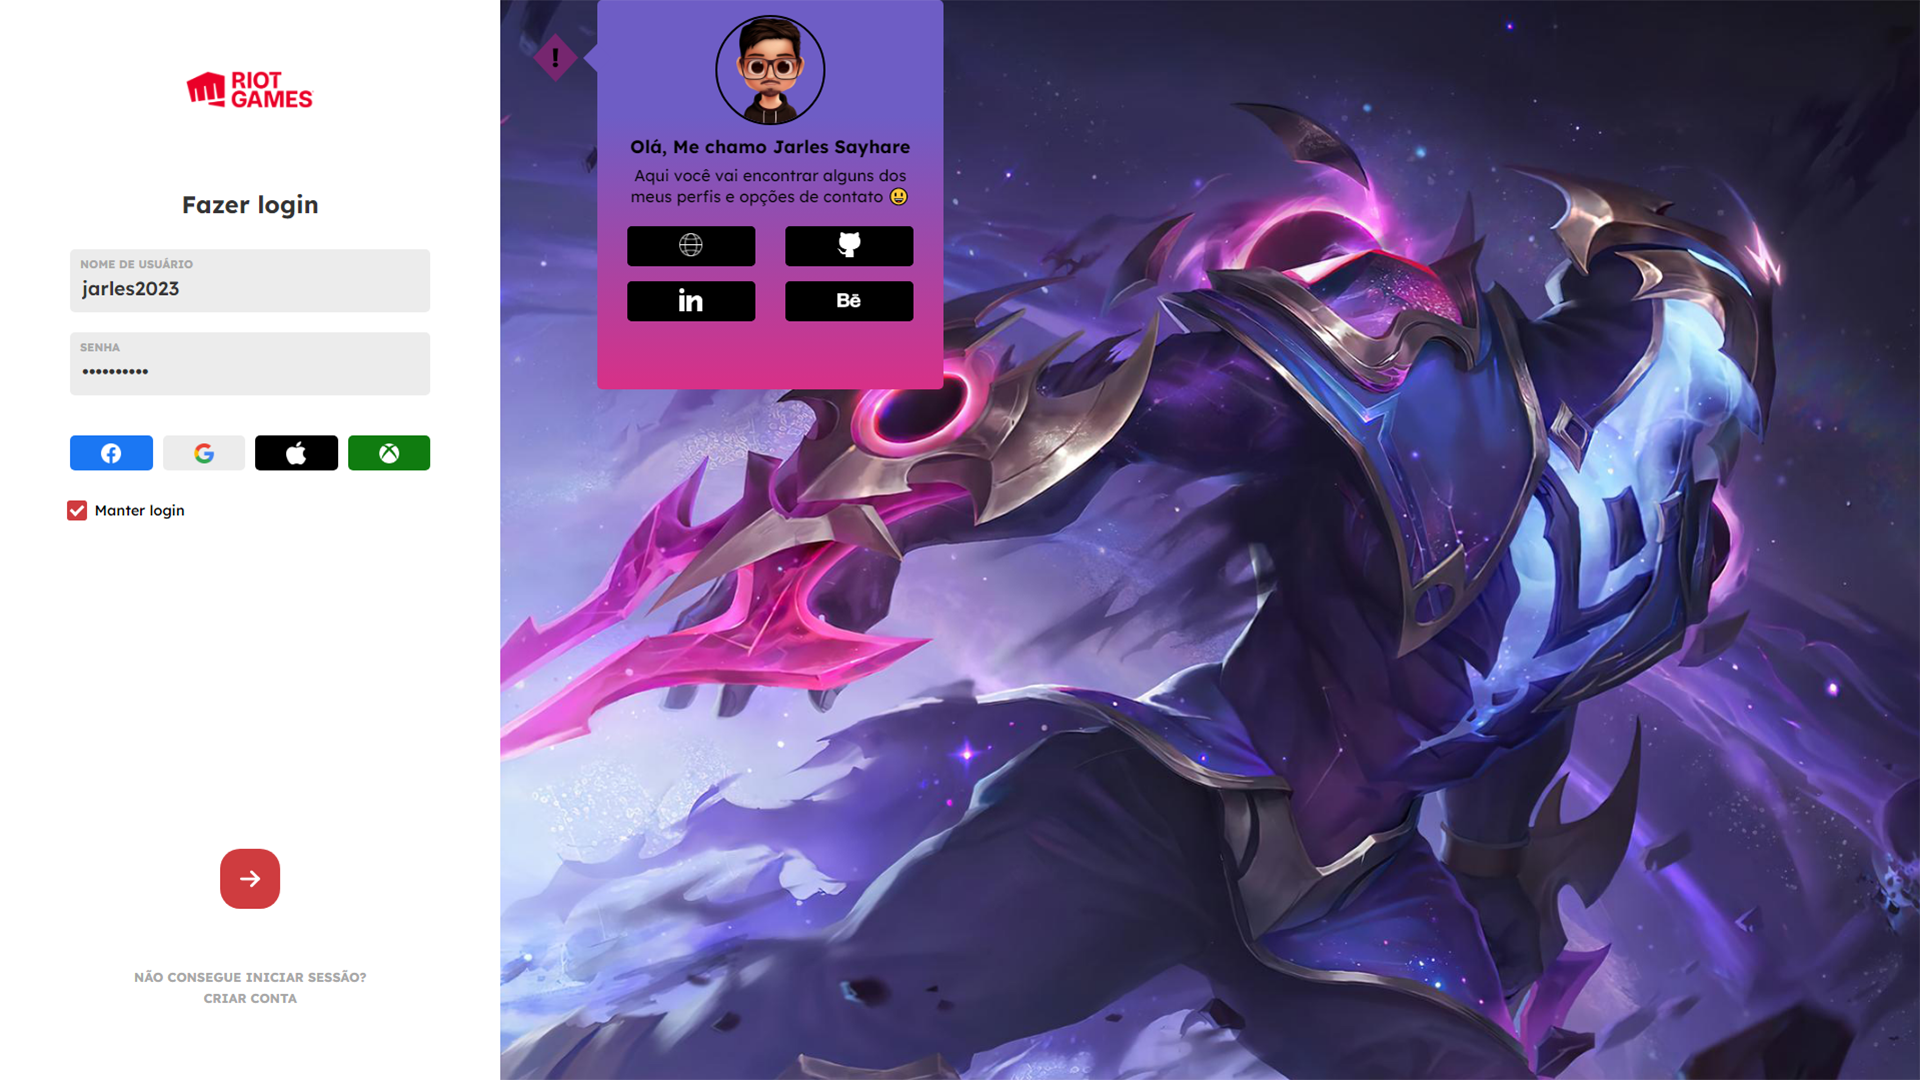 RIOT
GAMES
Fazer login
NOME DE USUÁRIO
jarles2023
SENHA
••••••••••
Manter login
NÃO CONSEGUE INICIAR SESSÃO?
CRIAR CONTA
!
Olá, Me chamo Jarles Sayhare
Aqui você vai encontrar alguns dos
meus perfis e opções de contato 😃
in
Bē